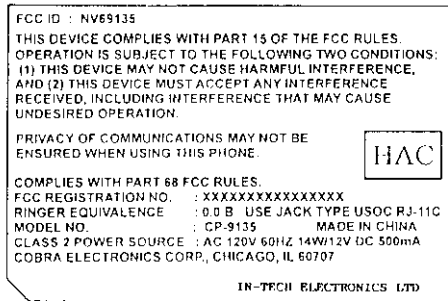 FCC ID : NV69135
THIS DEVICE COMPLIES WITH PART 15 OF THE FCC RULES.
OPERATION IS SUBJECT TO THE FOLLOWING TWO CONDITIONS:
(1) THIS DEVICE MAY NOT CAUSE HARMFUL INTERFERENCE,
AND (2) THIS DEVICE MUST ACCEPT ANY INTERFERENCE
RECEIVED, INCLUDING INTERFERENCE THAT MAY CAUSE
UNDESIRED OPERATION.
PRIVACY OF COMMUNICATIONS MAY NOT BE
ENSURED WHEN USING THIS PHONE.
HAC
COMPLIES WITH PART 68 FCC RULES.
FCC REGISTRATION NO. : XXXXXXXXXXXXXXXX
RINGER EQUIVALENCE : 0.0 B USE JACK TYPE USOC RJ-11C
MODEL NO. : CP-9135 MADE IN CHINA
CLASS 2 POWER SOURCE : AC 120V 60HZ 14W/12V DC 500mA
COBRA ELECTRONICS CORP., CHICAGO, IL 60707
IN-TECH ELECTRONICS LTD